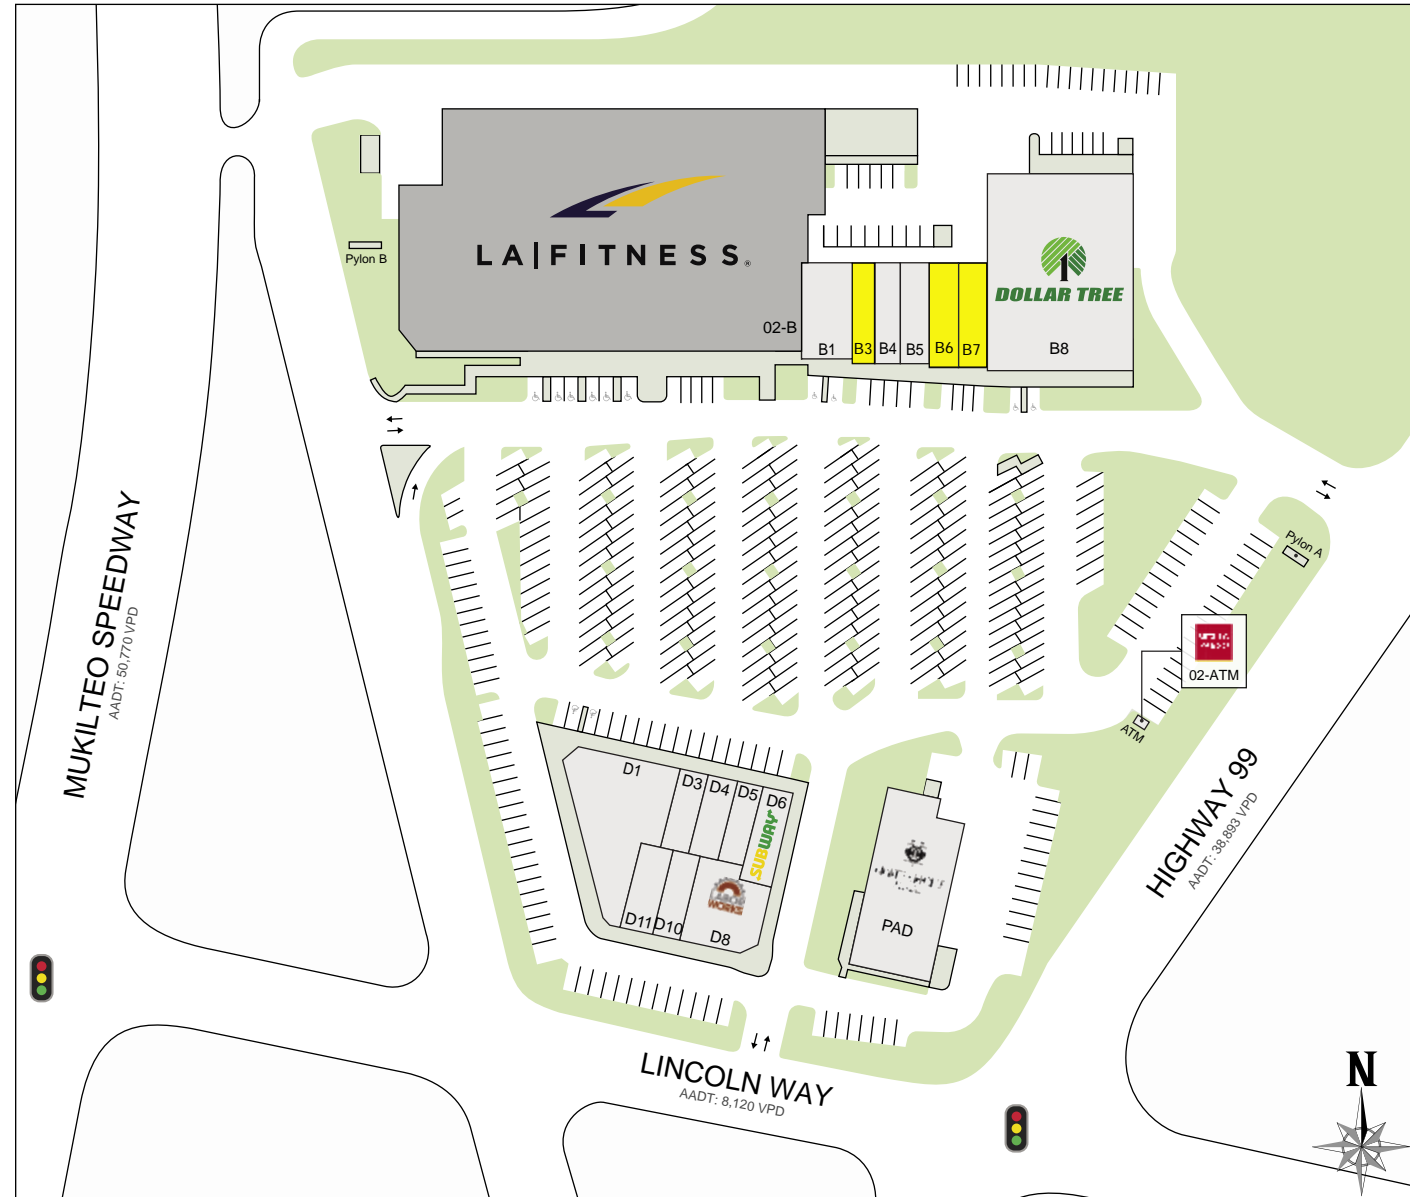 Pylon B
LA|FITNESS®
DOLLAR TREE
02-B
B1
B3
B4
B5
B6
B7
B8
Pylon A
02-ATM
ATM
MUKILTEO SPEEDWAY
AADT: 50,770 VPD
D1
D3
D4
D5
D6
SUBWAY
LABOR
WORKS
D11
D10
D8
PAD
HIGHWAY 99
AADT: 38,893 VPD
LINCOLN WAY
AADT: 8,120 VPD
N